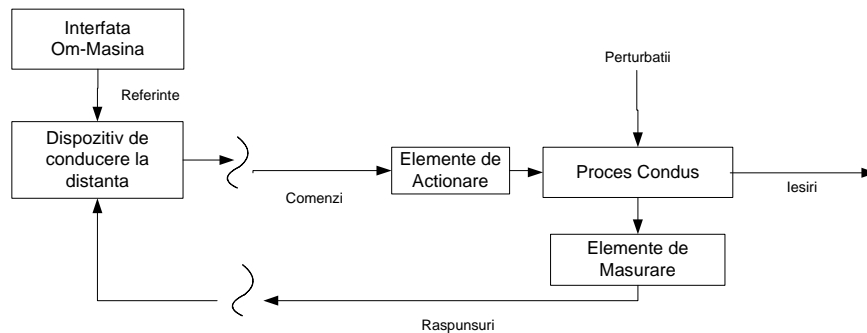 Interfata
Om-Masina
Perturbatii
Referinte
Dispozitiv de
conducere la
distanta
Elemente de
Actionare
Proces Condus
Comenzi
Iesiri
Elemente de
Masurare
Raspunsuri